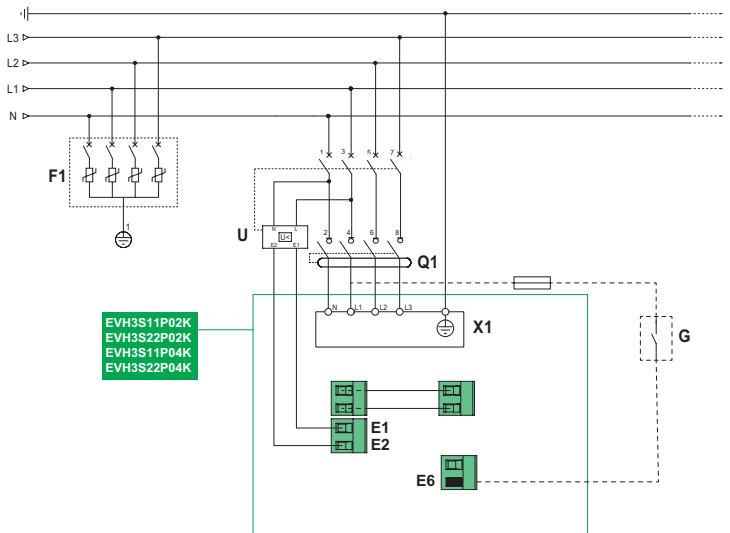 L3
L2
L1
N
1 3 5 7
F1
1
U
N L
U<
E2 E1
2 4 6 8
Q1
N L1 L2 L3
X1
G
EVH3S11P02K
EVH3S22P02K
EVH3S11P04K
EVH3S22P04K
E1
E2
E6